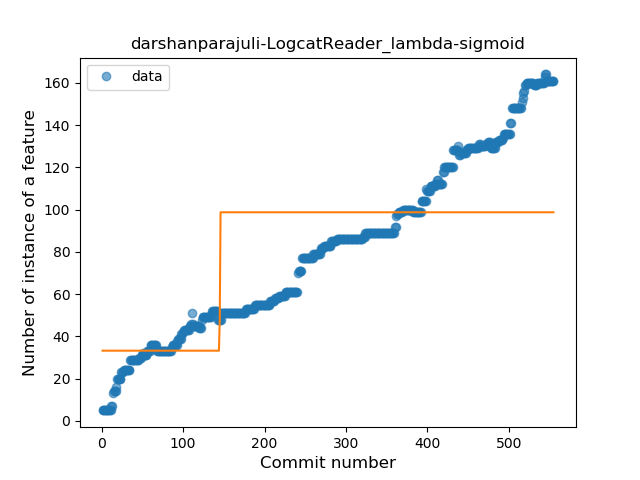 darshanparajuli-LogcatReader_lambda-sigmoid
data
Number of instance of a feature
160
140
120
100
80
60
40
20
0
0 100 200 300 400 500
Commit number